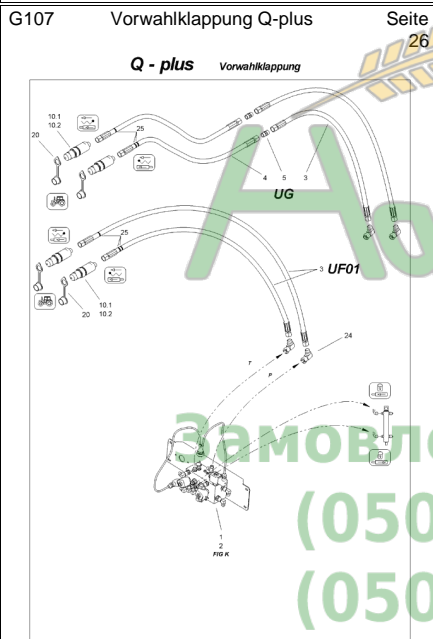 G107 Vorwahlklappung Q-plus Seite
26
Q - plus Vorwahlklappung
10.1
10.2
20
25
4
5
3
UG
25
3 UF01
10.1
10.2
20
24
T
P
1
2
FIG K
Замовле
(050
(050